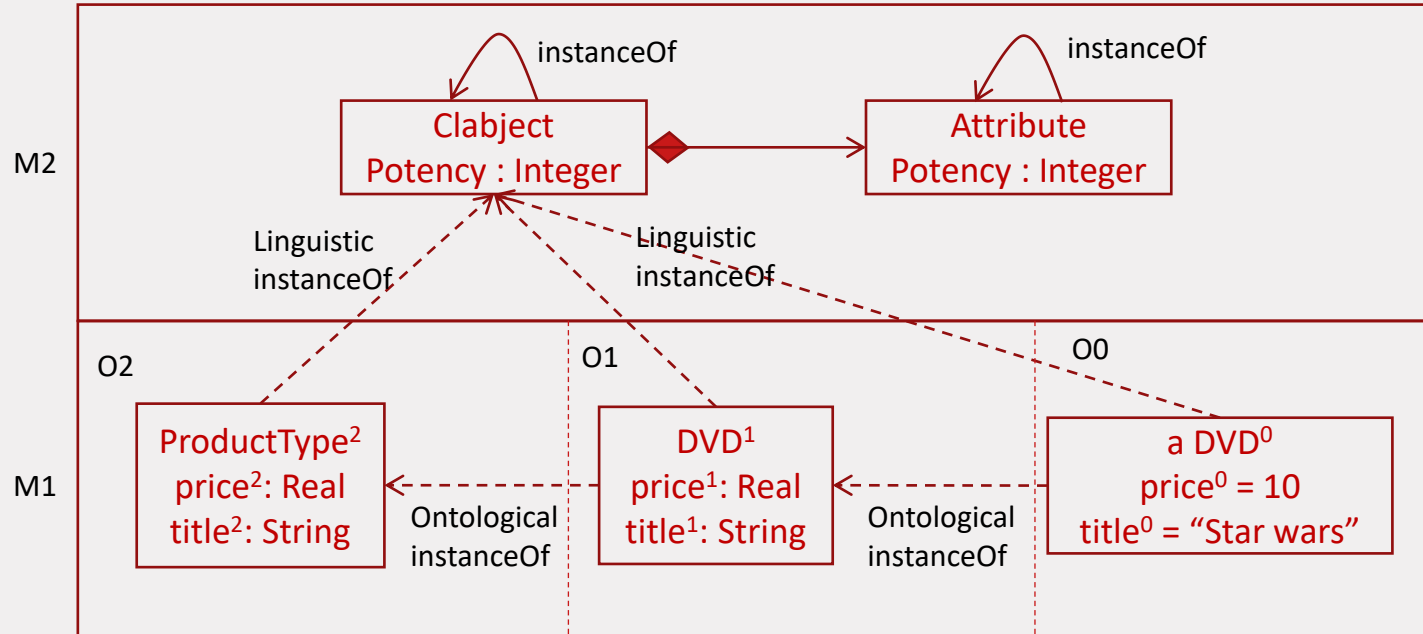 instanceOf
instanceOf
Clabject
Potency : Integer
Attribute
Potency : Integer
M2
Linguistic
instanceOf
Linguistic
instanceOf
O2
O1
O0
ProductType²
price²: Real
title²: String
DVD¹
price¹: Real
title¹: String
a DVD⁰
price⁰ = 10
title⁰ = “Star wars”
M1
Ontological
instanceOf
Ontological
instanceOf